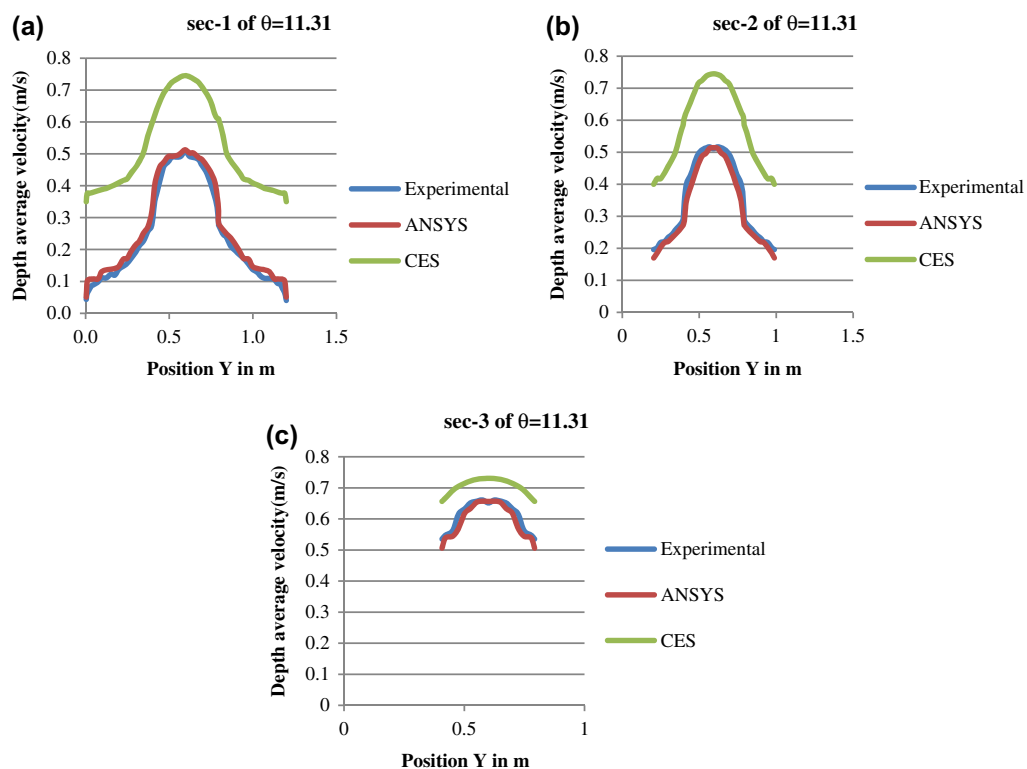 (a)
sec-1 of θ=11.31
Depth average velocity(m/s)
0.8
0.7
0.6
0.5
0.4
0.3
0.2
0.1
0.0
0.0 0.5 1.0 1.5
Position Y in m
Experimental
ANSYS
CES
(b)
sec-2 of θ=11.31
Depth average velocity(m/s)
0.8
0.7
0.6
0.5
0.4
0.3
0.2
0.1
0
0 0.5 1 1.5
Position Y in m
Experimental
ANSYS
CES
(c)
sec-3 of θ=11.31
Depth average velocity(m/s)
0.8
0.7
0.6
0.5
0.4
0.3
0.2
0.1
0
0 0.5 1
Position Y in m
Experimental
ANSYS
CES